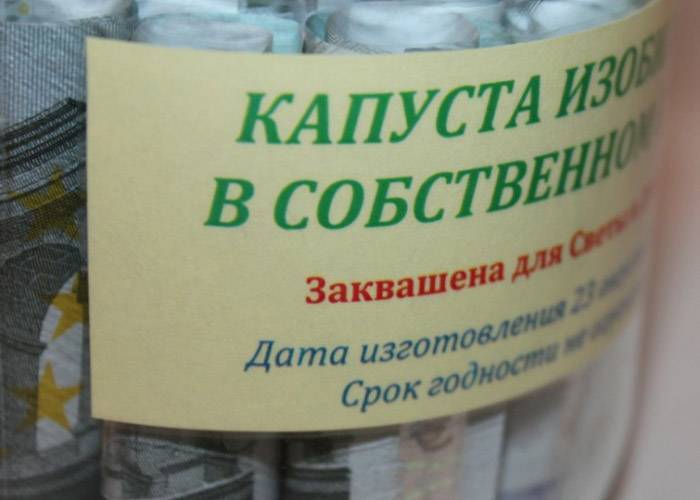 КАПУСТА
В СОБСТВЕННОМ
Заквашена для
Дата изготовления 23
Срок годности не